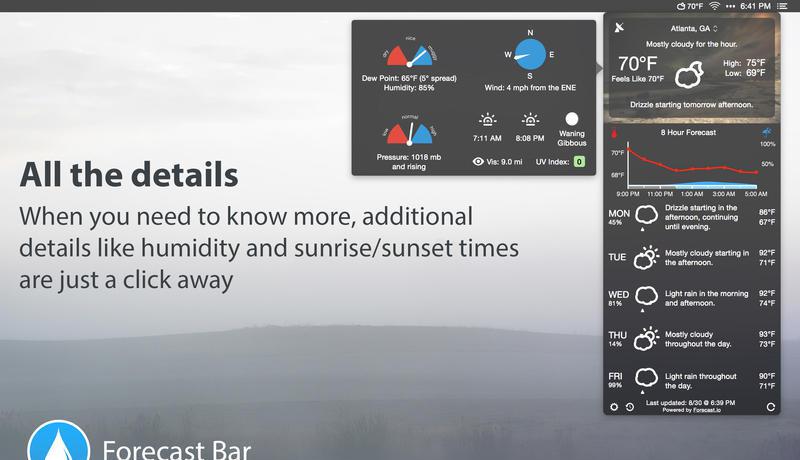 70°F
6:41 PM
All the details
When you need to know more, additional
details like humidity and sunrise/sunset times
are just a click away
Forecast Bar
dry
nice
muggy
Dew Point: 65°F (5° spread)
Humidity: 85%
N
W
E
S
Wind: 4 mph from the ENE
low
normal
high
Pressure: 1018 mb
and rising
7:11 AM
8:08 PM
Waning
Gibbous
Vis: 9.0 mi
UV Index: 0
Atlanta, GA
Mostly cloudy for the hour.
70°F
Feels Like 70°F
High: 75°F
Low: 69°F
Drizzle starting tomorrow afternoon.
8 Hour Forecast
100%
70°F
50%
68°F
9:00 PM 11:00 PM 1:00 AM 3:00 AM 5:00 AM
MON
45%
Drizzle starting in the
afternoon, continuing
until evening.
86°F
67°F
TUE
Mostly cloudy starting in
the afternoon.
92°F
71°F
WED
81%
Light rain in the morning
and afternoon.
92°F
74°F
THU
14%
Mostly cloudy
throughout the day.
93°F
73°F
FRI
99%
Light rain throughout
the day.
90°F
71°F
Last updated: 8/30 @ 6:39 PM
Powered by Forecast.io